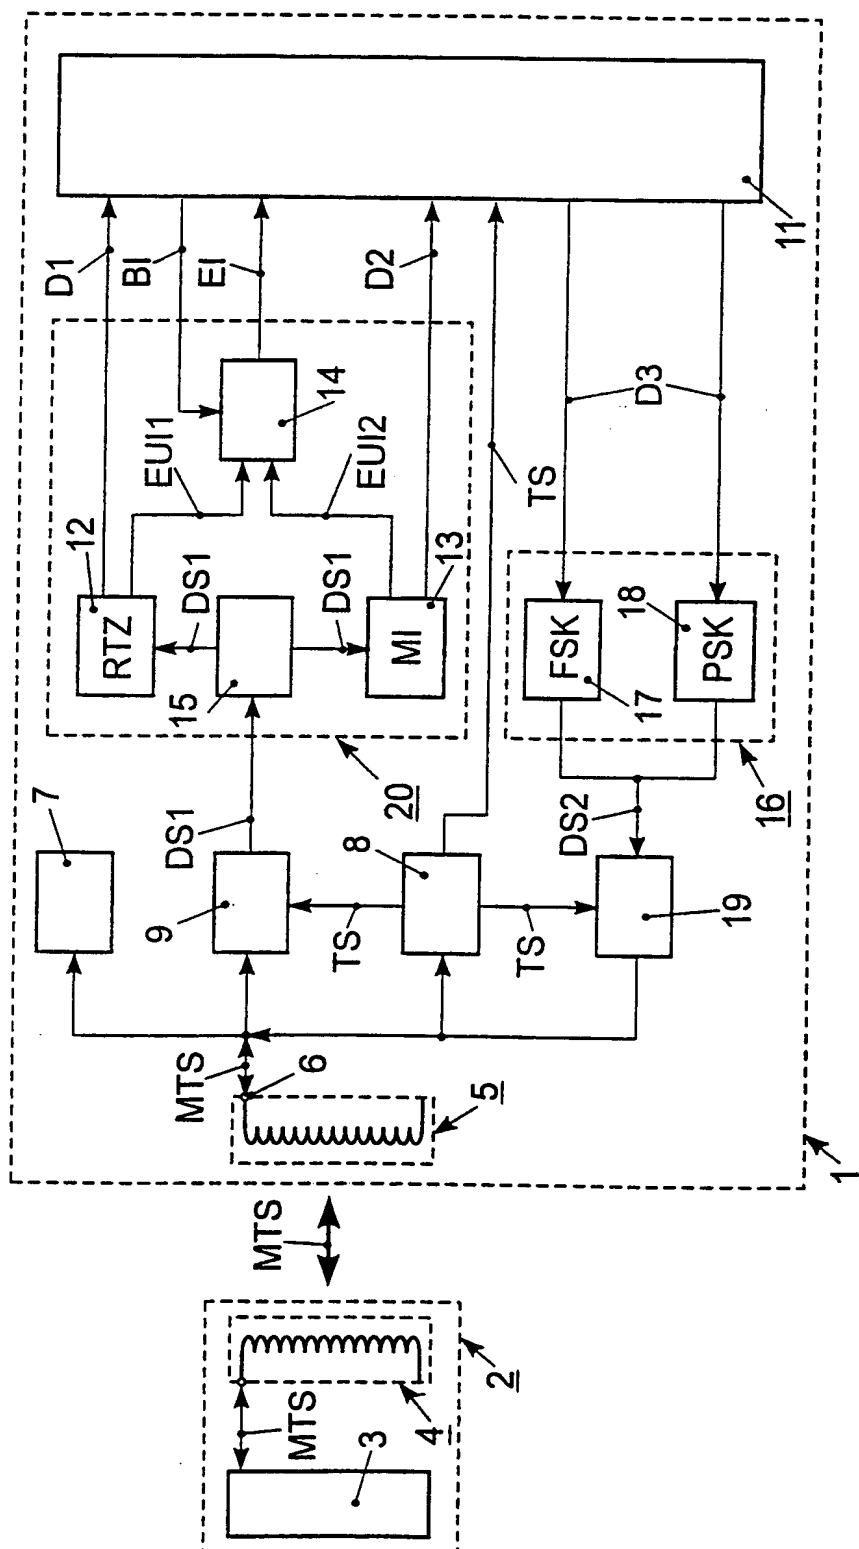 D1
BI
EI
D2
TS
D3
11
14
EUI1
EUI2
12
RTZ
DS1
15
DS1
MI
13
20
FSK
17
18
PSK
16
DS2
7
DS1
9
TS
8
TS
19
MTS
6
5
1
MTS
MTS
4
3
2